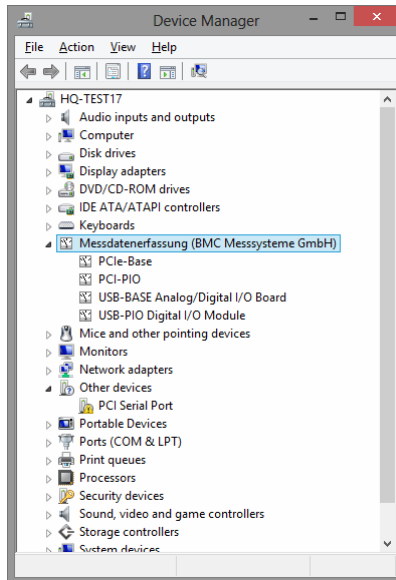 Device Manager
File Action View Help
HQ-TEST17
Audio inputs and outputs
Computer
Disk drives
Display adapters
DVD/CD-ROM drives
IDE ATA/ATAPI controllers
Keyboards
Messdatenerfassung (BMC Messsysteme GmbH)
PCIe-Base
PCI-PIO
USB-BASE Analog/Digital I/O Board
USB-PIO Digital I/O Module
Mice and other pointing devices
Monitors
Network adapters
Other devices
PCI Serial Port
Portable Devices
Ports (COM & LPT)
Print queues
Processors
Security devices
Sound, video and game controllers
Storage controllers
System devices